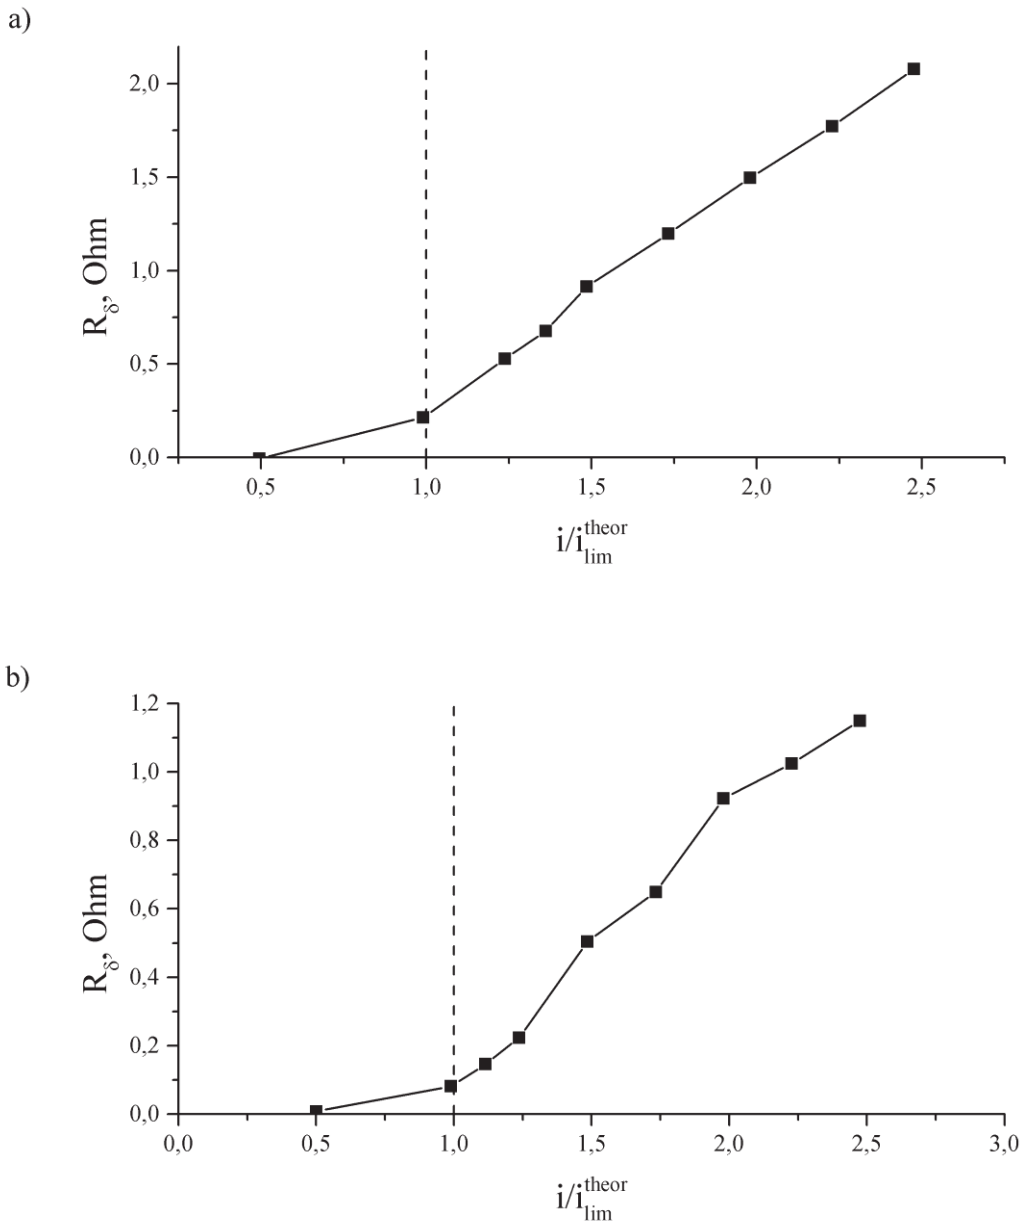 a)
2,0
1,5
1,0
0,5
0,0
R_δ, Ohm
0,5 1,0 1,5 2,0 2,5
i/i_lim^theor
b)
1,2
1,0
0,8
0,6
0,4
0,2
0,0
R_δ, Ohm
0,0 0,5 1,0 1,5 2,0 2,5 3,0
i/i_lim^theor